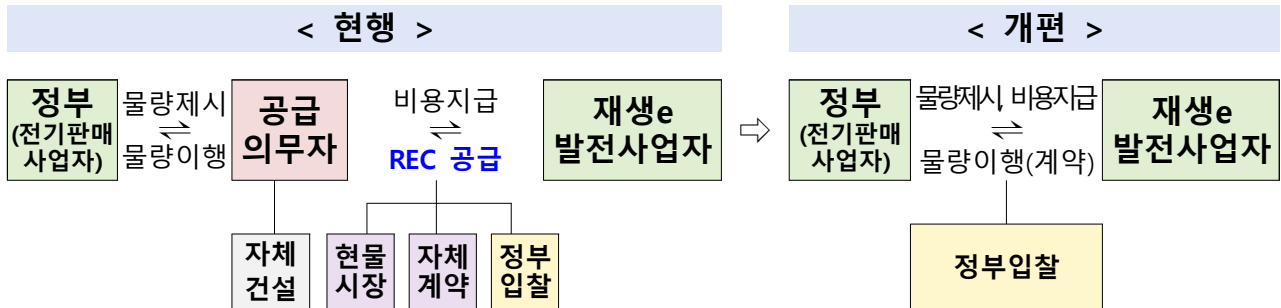 < 현행 >
정부
(전기판매
사업자)
물량제시
⇌
물량이행
공급
의무자
비용지급
⇌
REC 공급
재생e
발전사업자
자체
건설
현물
시장
자체
계약
정부
입찰
⇨
< 개편 >
정부
(전기판매
사업자)
물량제시, 비용지급
⇌
물량이행(계약)
재생e
발전사업자
정부입찰